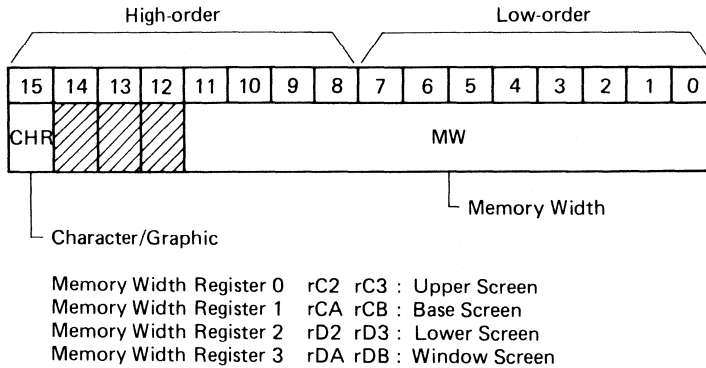 High-order Low-order
15 14 13 12 11 10 9 8 7 6 5 4 3 2 1 0
CHR MW
Memory Width
Character/Graphic
Memory Width Register 0 rC2 rC3 : Upper Screen
Memory Width Register 1 rCA rCB : Base Screen
Memory Width Register 2 rD2 rD3 : Lower Screen
Memory Width Register 3 rDA rDB : Window Screen